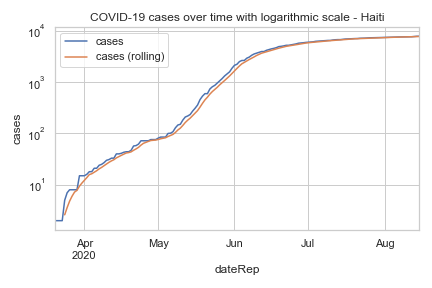 COVID-19 cases over time with logarithmic scale - Haiti
cases
cases (rolling)
10^4
10^3
10^2
10^1
cases
Apr
2020
May
Jun
Jul
Aug
dateRep